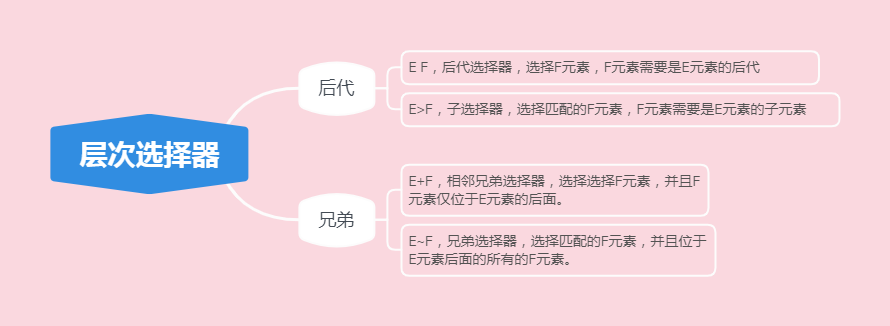 层次选择器
后代
E F，后代选择器，选择F元素，F元素需要是E元素的后代
E>F，子选择器，选择匹配的F元素，F元素需要是E元素的子元素
兄弟
E+F，相邻兄弟选择器，选择选择F元素，并且F
元素仅位于E元素的后面。
E~F，兄弟选择器，选择匹配的F元素，并且位于
E元素后面的所有的F元素。